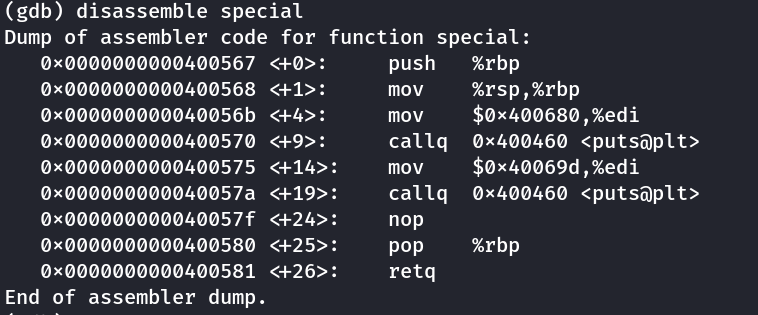 (gdb) disassemble special
Dump of assembler code for function special:
   0x0000000000400567 <+0>:     push   %rbp
   0x0000000000400568 <+1>:     mov    %rsp,%rbp
   0x000000000040056b <+4>:     mov    $0x400680,%edi
   0x0000000000400570 <+9>:     callq  0x400460 <puts@plt>
   0x0000000000400575 <+14>:    mov    $0x40069d,%edi
   0x000000000040057a <+19>:    callq  0x400460 <puts@plt>
   0x000000000040057f <+24>:    nop
   0x0000000000400580 <+25>:    pop    %rbp
   0x0000000000400581 <+26>:    retq
End of assembler dump.